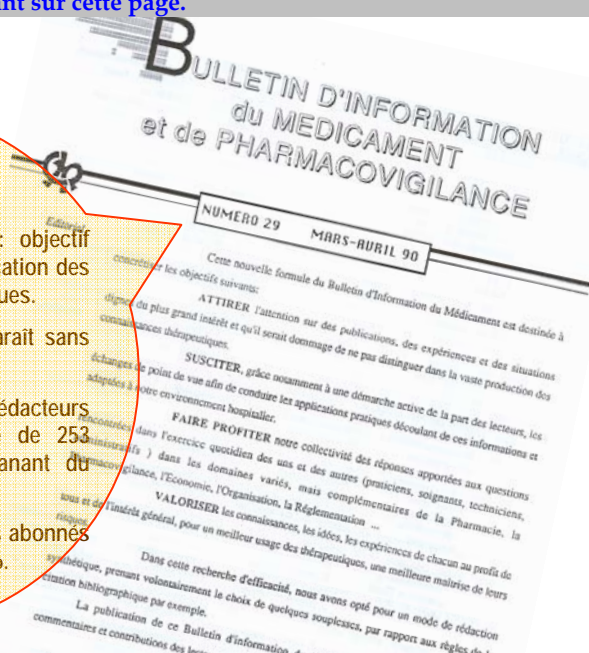 nt sur cette page.
BULLETIN D'INFORMATION
du MEDICAMENT
et de PHARMACOVIGILANCE
NUMERO 29 MARS-AVRIL 90
Editorial
Cette nouvelle formule du Bulletin d'Information du Médicament est destinée à
concrétiser les objectifs suivants:
ATTIRER l'attention sur des publications, des expériences et des situations
dignes du plus grand intérêt et qu'il serait dommage de ne pas distinguer dans la vaste production des
connaissances thérapeutiques.
SUSCITER, grâce notamment à une démarche active de la part des lecteurs, les
échanges de point de vue afin de conduire les applications pratiques découlant de ces informations et
adaptées à notre environnement hospitalier.
FAIRE PROFITER notre collectivité des réponses apportées aux questions
rencontrées dans l'exercice quotidien des uns et des autres (praticiens, soignants, techniciens,
administratifs ) dans les domaines variés, mais complémentaires de la Pharmacie, la
Pharmacovigilance, l'Economie, l'Organisation, la Réglementation ...
VALORISER les connaissances, les idées, les expériences de chacun au profit de
tous et de l'intérêt général, pour un meilleur usage des thérapeutiques, une meilleure maîtrise de leurs
risques.
Dans cette recherche d'efficacité, nous avons opté pour un mode de rédaction
synthétique, prenant volontairement le choix de quelques souplesses, par rapport aux règles de
citation bibliographique par exemple.
La publication de ce Bulletin d'information
commentaires et contributions des
: objectif
cation des
ques.
araît sans
édacteurs
de 253
anant du
s abonnés